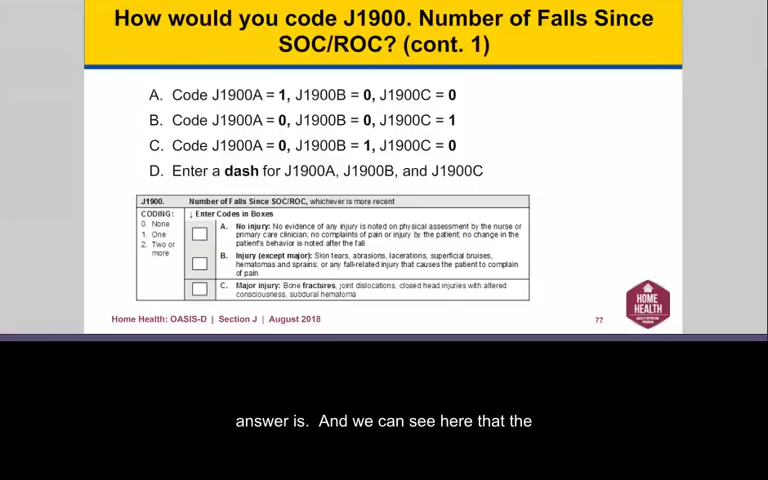 How would you code J1900. Number of Falls Since
SOC/ROC? (cont. 1)
A. Code J1900A = 1, J1900B = 0, J1900C = 0
B. Code J1900A = 0, J1900B = 0, J1900C = 1
C. Code J1900A = 0, J1900B = 1, J1900C = 0
D. Enter a dash for J1900A, J1900B, and J1900C
J1900. Number of Falls Since SOC/ROC, whichever is more recent
CODING:
0. None
1. One
2. Two or
more
↓ Enter Codes in Boxes
A. No injury: No evidence of any injury is noted on physical assessment by the nurse or
primary care clinician; no complaints of pain or injury by the patient; no change in the
patient's behavior is noted after the fall
B. Injury (except major): Skin tears, abrasions, lacerations, superficial bruises,
hematomas and sprains; or any fall-related injury that causes the patient to complain
of pain
C. Major injury: Bone fractures, joint dislocations, closed head injuries with altered
consciousness, subdural hematoma
Home Health: OASIS-D | Section J | August 2018
77
HOME
HEALTH
answer is. And we can see here that the